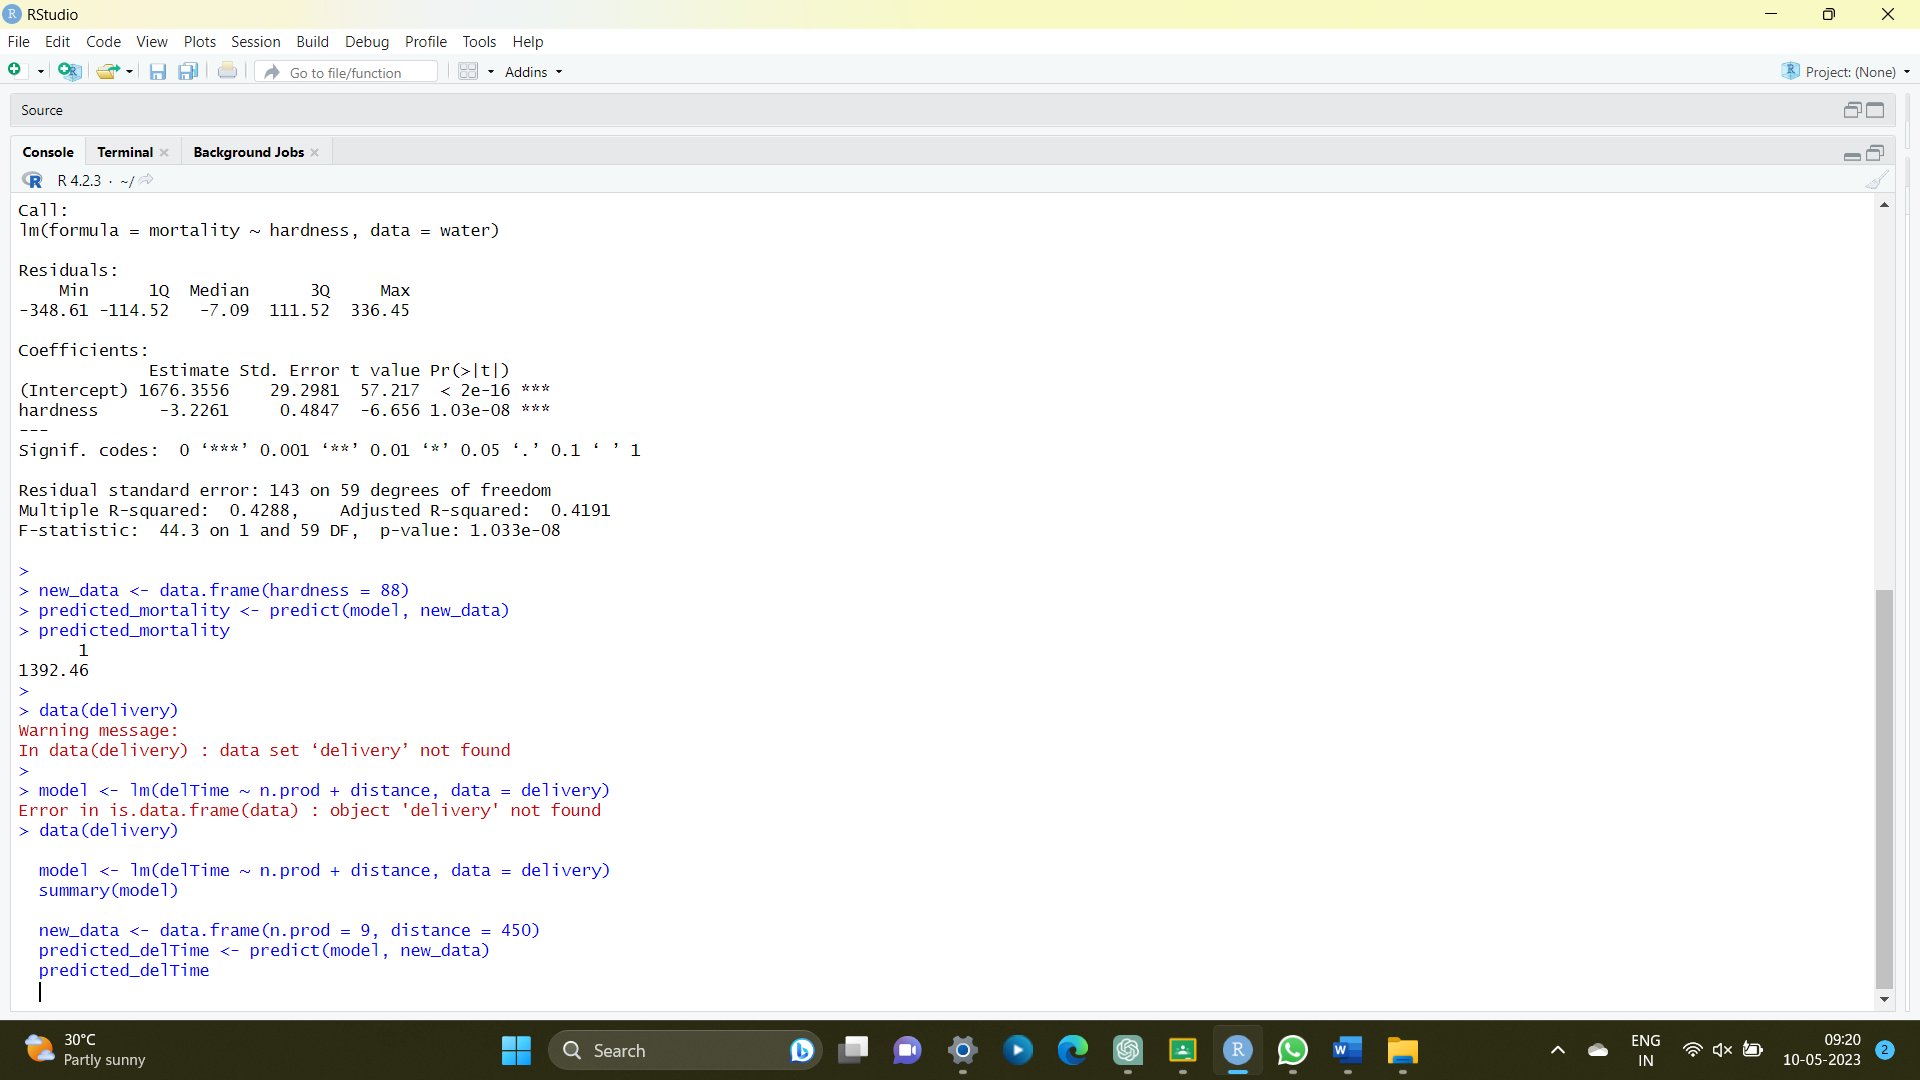 RStudio
File Edit Code View Plots Session Build Debug Profile Tools Help
Go to file/function Addins Project: (None)
Source
Console Terminal Background Jobs
R 4.2.3 · ~/
Call:
lm(formula = mortality ~ hardness, data = water)
Residuals:
Min 1Q Median 3Q Max
-348.61 -114.52 -7.09 111.52 336.45
Coefficients:
Estimate Std. Error t value Pr(>|t|)
(Intercept) 1676.3556 29.2981 57.217 < 2e-16 ***
hardness -3.2261 0.4847 -6.656 1.03e-08 ***
---
Signif. codes: 0 ‘***’ 0.001 ‘**’ 0.01 ‘*’ 0.05 ‘.’ 0.1 ‘ ’ 1
Residual standard error: 143 on 59 degrees of freedom
Multiple R-squared: 0.4288, Adjusted R-squared: 0.4191
F-statistic: 44.3 on 1 and 59 DF, p-value: 1.033e-08
>
> new_data <- data.frame(hardness = 88)
> predicted_mortality <- predict(model, new_data)
> predicted_mortality
1
1392.46
>
> data(delivery)
Warning message:
In data(delivery) : data set ‘delivery’ not found
>
> model <- lm(delTime ~ n.prod + distance, data = delivery)
Error in is.data.frame(data) : object 'delivery' not found
> data(delivery)
model <- lm(delTime ~ n.prod + distance, data = delivery)
summary(model)
new_data <- data.frame(n.prod = 9, distance = 450)
predicted_delTime <- predict(model, new_data)
predicted_delTime
30°C
Partly sunny
Search
ENG
IN
09:20
10-05-2023
2